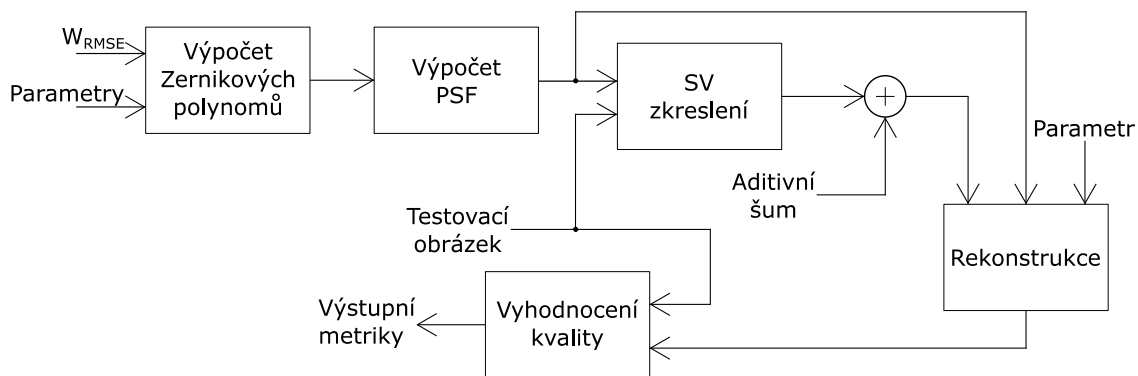 W_RMSE
Parametry
Výpočet
Zernikových
polynomů
Výpočet
PSF
SV
zkreslení
+
Aditivní
šum
Parametr
Rekonstrukce
Testovací
obrázek
Vyhodnocení
kvality
Výstupní
metriky